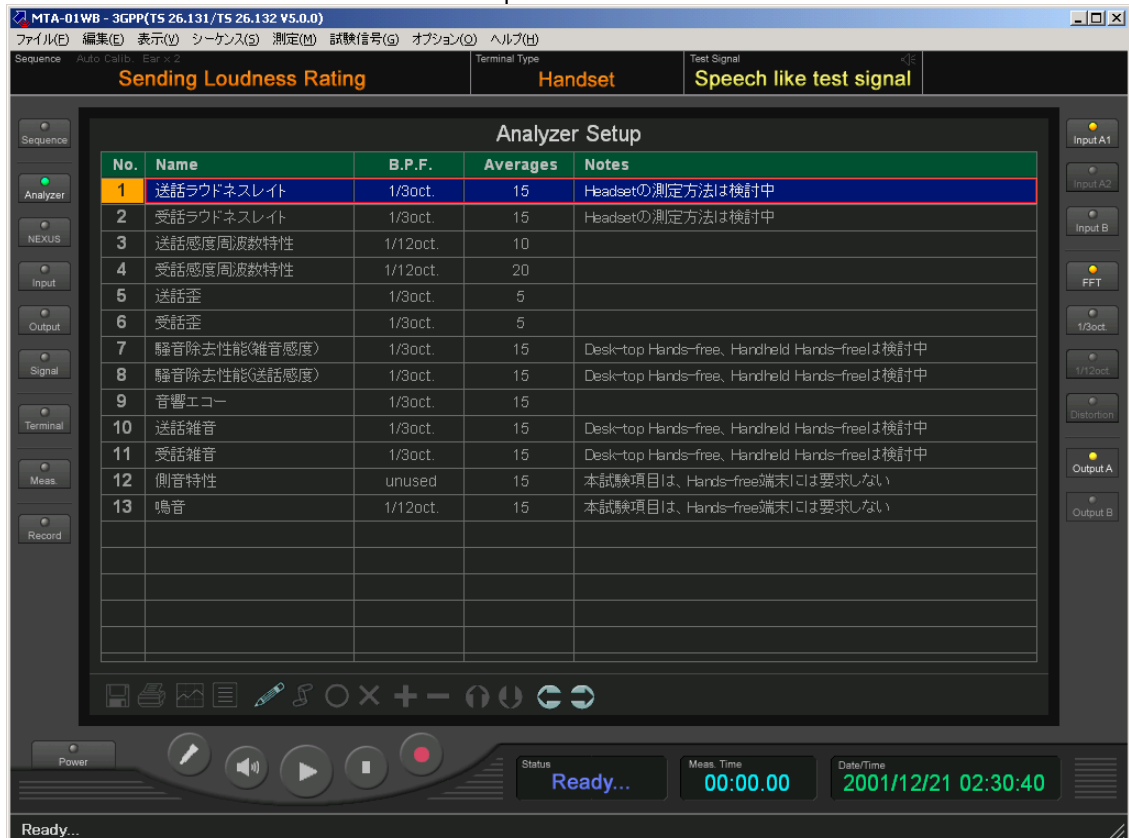 MTA-01WB - 3GPP(TS 26.131/TS 26.132 V5.0.0)
ファイル(F) 編集(E) 表示(V) シーケンス(S) 測定(M) 試験信号(G) オプション(O) ヘルプ(H)
Sequence Auto Calib. Ear x 2 Terminal Type Test Signal
Sending Loudness Rating Handset Speech like test signal
Analyzer Setup
No. Name B.P.F. Averages Notes
1 送話ラウドネスレイト 1/3oct. 15 Headsetの測定方法は検討中
2 受話ラウドネスレイト 1/3oct. 15 Headsetの測定方法は検討中
3 送話感度周波数特性 1/12oct. 10
4 受話感度周波数特性 1/12oct. 20
5 送話歪 1/3oct. 5
6 受話歪 1/3oct. 5
7 騒音除去性能(雑音感度) 1/3oct. 15 Desk-top Hands-free、Handheld Hands-freeは検討中
8 騒音除去性能(送話感度) 1/3oct. 15 Desk-top Hands-free、Handheld Hands-freeは検討中
9 音響エコー 1/3oct. 15
10 送話雑音 1/3oct. 15 Desk-top Hands-free、Handheld Hands-freeは検討中
11 受話雑音 1/3oct. 15 Desk-top Hands-free、Handheld Hands-freeは検討中
12 側音特性 unused 15 本試験項目は、Hands-free端末には要求しない
13 鳴音 1/12oct. 15 本試験項目は、Hands-free端末には要求しない
Sequence
Analyzer
NEXUS
Input
Output
Signal
Terminal
Meas.
Record
Input A1
Input A2
Input B
FFT
1/3oct.
1/12oct.
Distortion
Output A
Output B
Power
Status Meas. Time Date/Time
Ready... 00:00.00 2001/12/21 02:30:40
Ready...